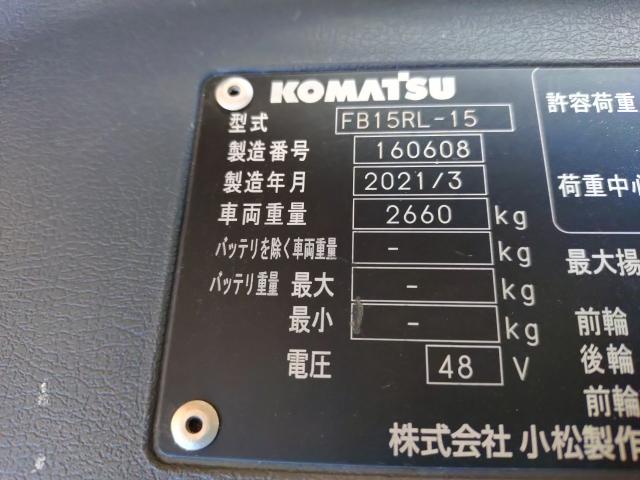 KOMATSU
型式 FB15RL-15
製造番号 160608
製造年月 2021/3
車両重量 2660 kg
バッテリを除く車両重量 - kg
バッテリ重量 最大 - kg
最小 - kg
電圧 48 V
株式会社 小松製作
許容荷重
荷重中心
最大揚
前輪
後輪
前輪